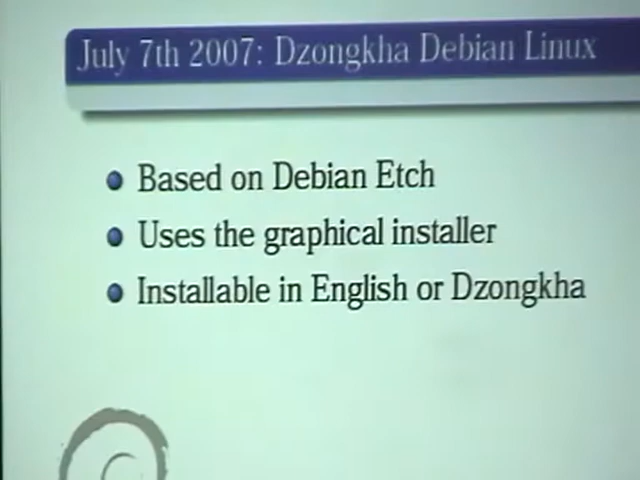 July 7th 2007: Dzongkha Debian Linux
Based on Debian Etch
Uses the graphical installer
Installable in English or Dzongkha